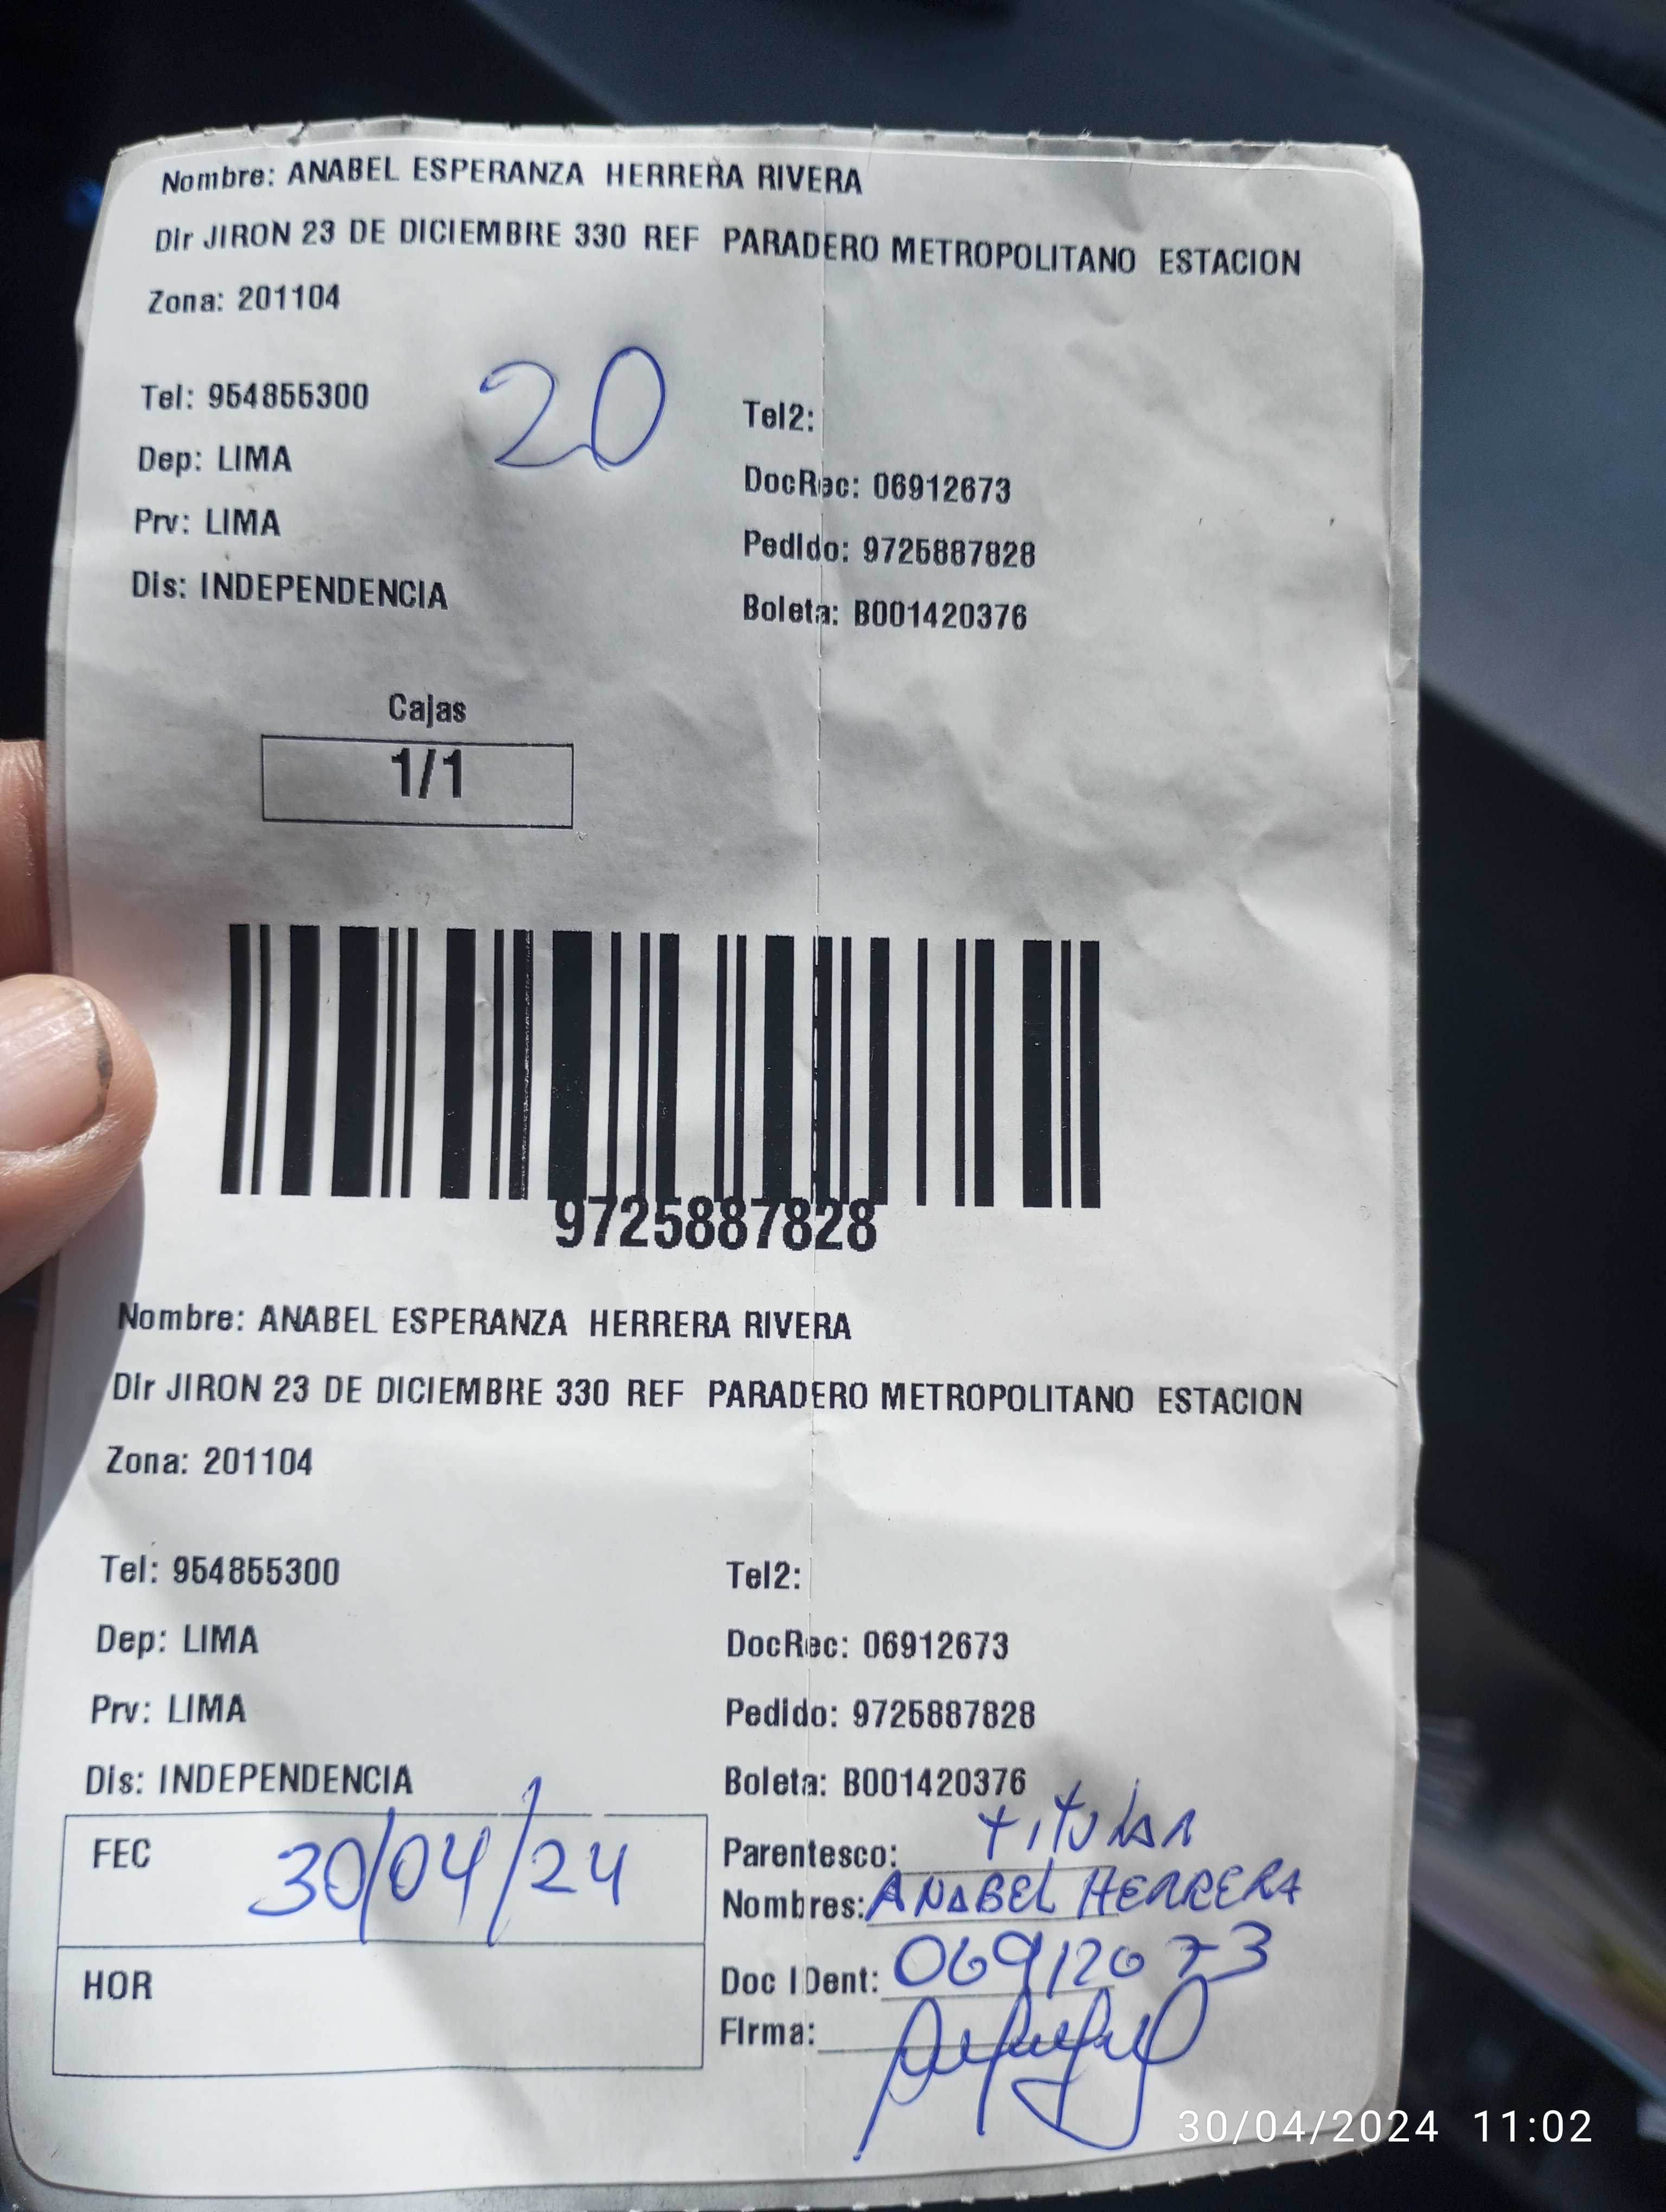 Nombre: ANABEL ESPERANZA HERRERA RIVERA
Dir JIRON 23 DE DICIEMBRE 330 REF PARADERO METROPOLITANO ESTACION
Zona: 201104
20
Tel: 954855300
Tel2:
Dep: LIMA
DocRec: 06912673
Prv: LIMA
Pedido: 9725887828
Dis: INDEPENDENCIA
Boleta: B001420376
Cajas
1/1
9725887828
Nombre: ANABEL ESPERANZA HERRERA RIVERA
Dir JIRON 23 DE DICIEMBRE 330 REF PARADERO METROPOLITANO ESTACION
Zona: 201104
Tel: 954855300
Tel2:
Dep: LIMA
DocRec: 06912673
Prv: LIMA
Pedido: 9725887828
Dis: INDEPENDENCIA
Boleta: B001420376
FEC 30/04/24
Parentesco: TITULAR
Nombres: ANABEL HERRERA
HOR
Doc IDent: 06912673
Firma:
30/04/2024 11:02